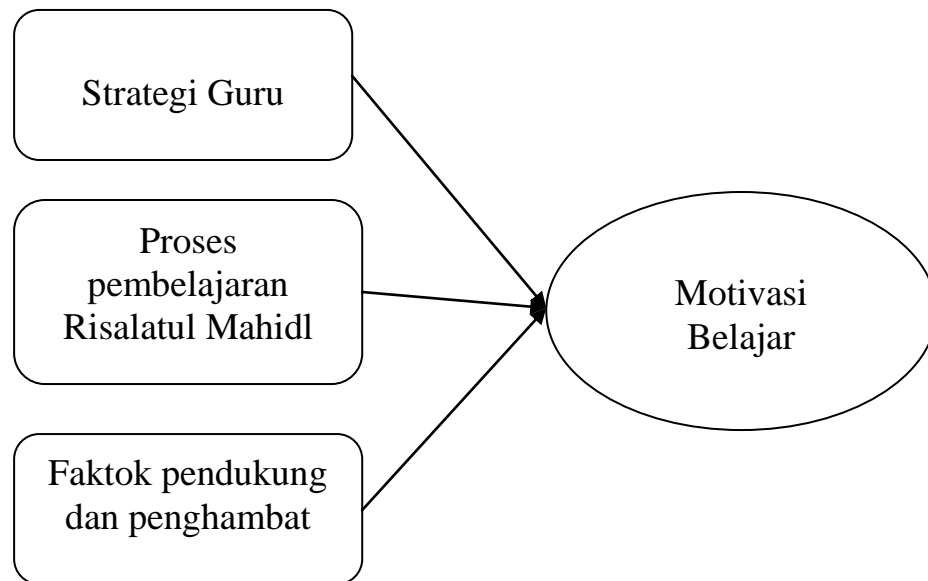 Strategi Guru
Proses
pembelajaran
Risalatul Mahidl
Faktok pendukung
dan penghambat
Motivasi
Belajar